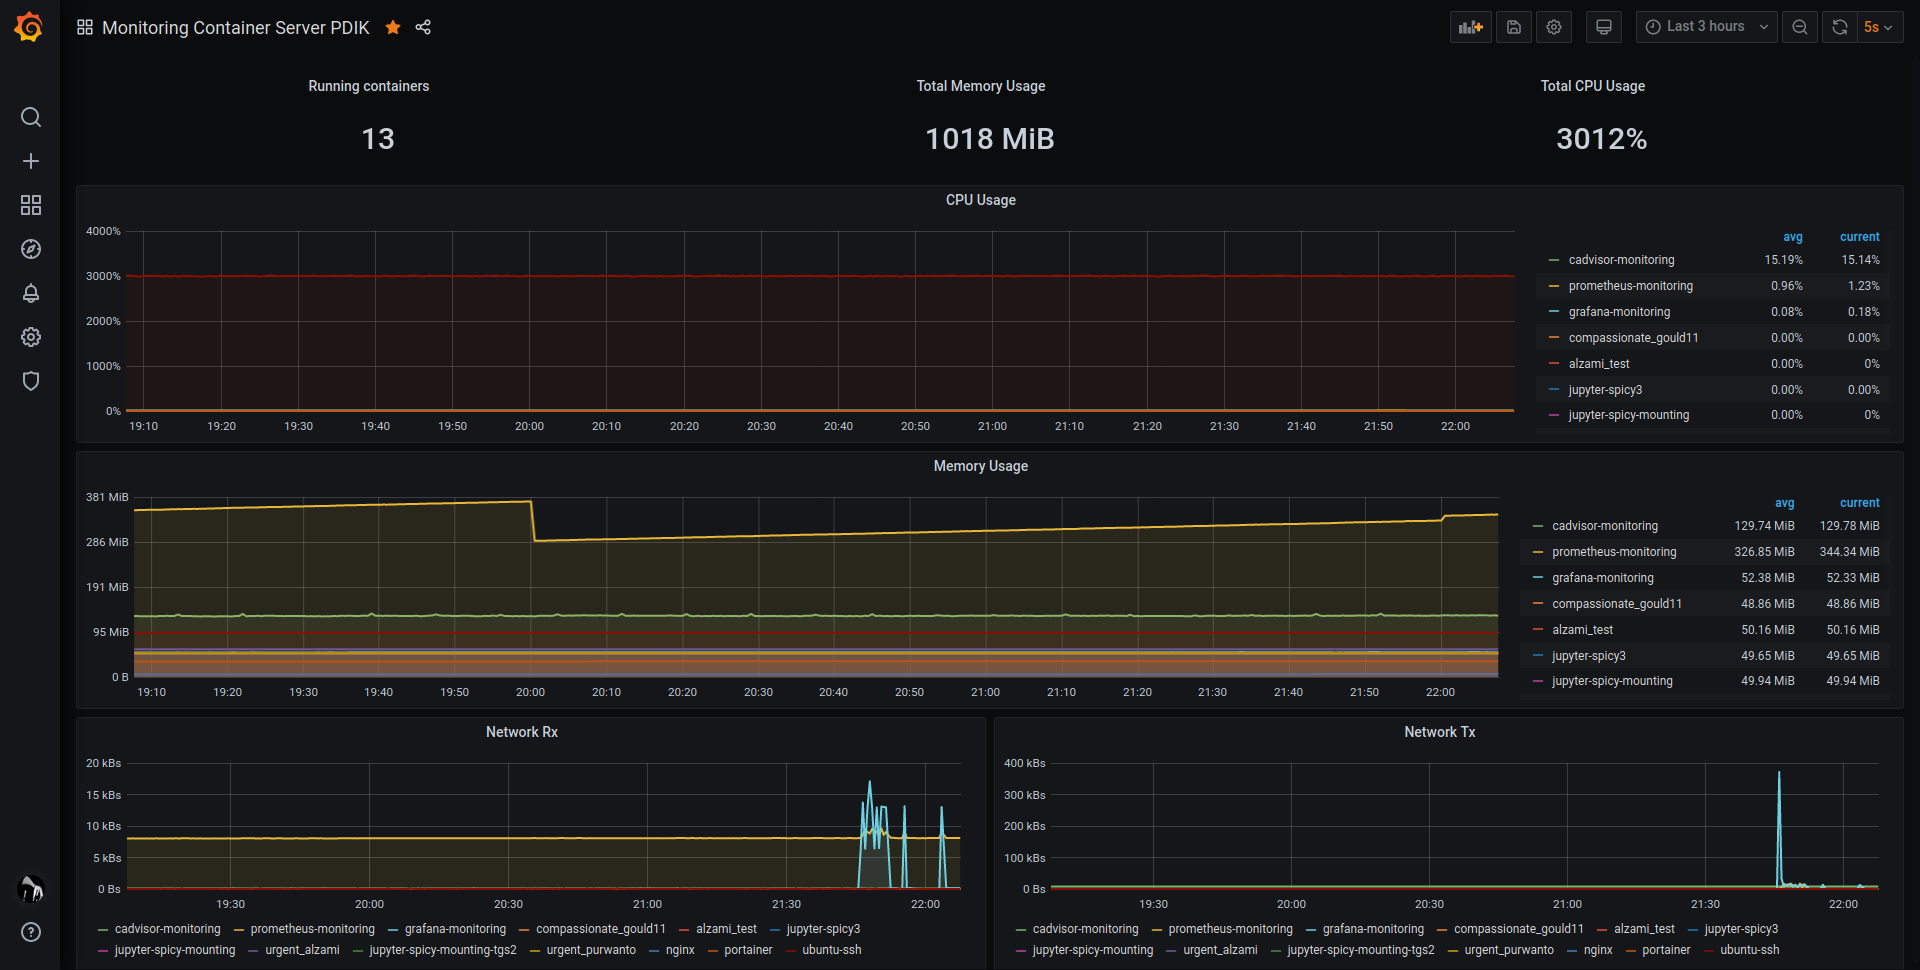 Monitoring Container Server PDIK
Last 3 hours
5s
Running containers
Total Memory Usage
Total CPU Usage
13
1018 MiB
3012%
CPU Usage
4000%
3000%
2000%
1000%
0%
19:10 19:20 19:30 19:40 19:50 20:00 20:10 20:20 20:30 20:40 20:50 21:00 21:10 21:20 21:30 21:40 21:50 22:00
avg current
cadvisor-monitoring 15.19% 15.14%
prometheus-monitoring 0.96% 1.23%
grafana-monitoring 0.08% 0.18%
compassionate_gould11 0.00% 0.00%
alzami_test 0.00% 0%
jupyter-spicy3 0.00% 0.00%
jupyter-spicy-mounting 0.00% 0%
Memory Usage
381 MiB
286 MiB
191 MiB
95 MiB
0 B
19:10 19:20 19:30 19:40 19:50 20:00 20:10 20:20 20:30 20:40 20:50 21:00 21:10 21:20 21:30 21:40 21:50 22:00
avg current
cadvisor-monitoring 129.74 MiB 129.78 MiB
prometheus-monitoring 326.85 MiB 344.34 MiB
grafana-monitoring 52.38 MiB 52.33 MiB
compassionate_gould11 48.86 MiB 48.86 MiB
alzami_test 50.16 MiB 50.16 MiB
jupyter-spicy3 49.65 MiB 49.65 MiB
jupyter-spicy-mounting 49.94 MiB 49.94 MiB
Network Rx
20 kBs
15 kBs
10 kBs
5 kBs
0 Bs
19:30 20:00 20:30 21:00 21:30 22:00
cadvisor-monitoring prometheus-monitoring grafana-monitoring compassionate_gould11 alzami_test jupyter-spicy3
jupyter-spicy-mounting urgent_alzami jupyter-spicy-mounting-tgs2 urgent_purwanto nginx portainer ubuntu-ssh
Network Tx
400 kBs
300 kBs
200 kBs
100 kBs
0 Bs
19:30 20:00 20:30 21:00 21:30 22:00
cadvisor-monitoring prometheus-monitoring grafana-monitoring compassionate_gould11 alzami_test jupyter-spicy3
jupyter-spicy-mounting urgent_alzami jupyter-spicy-mounting-tgs2 urgent_purwanto nginx portainer ubuntu-ssh